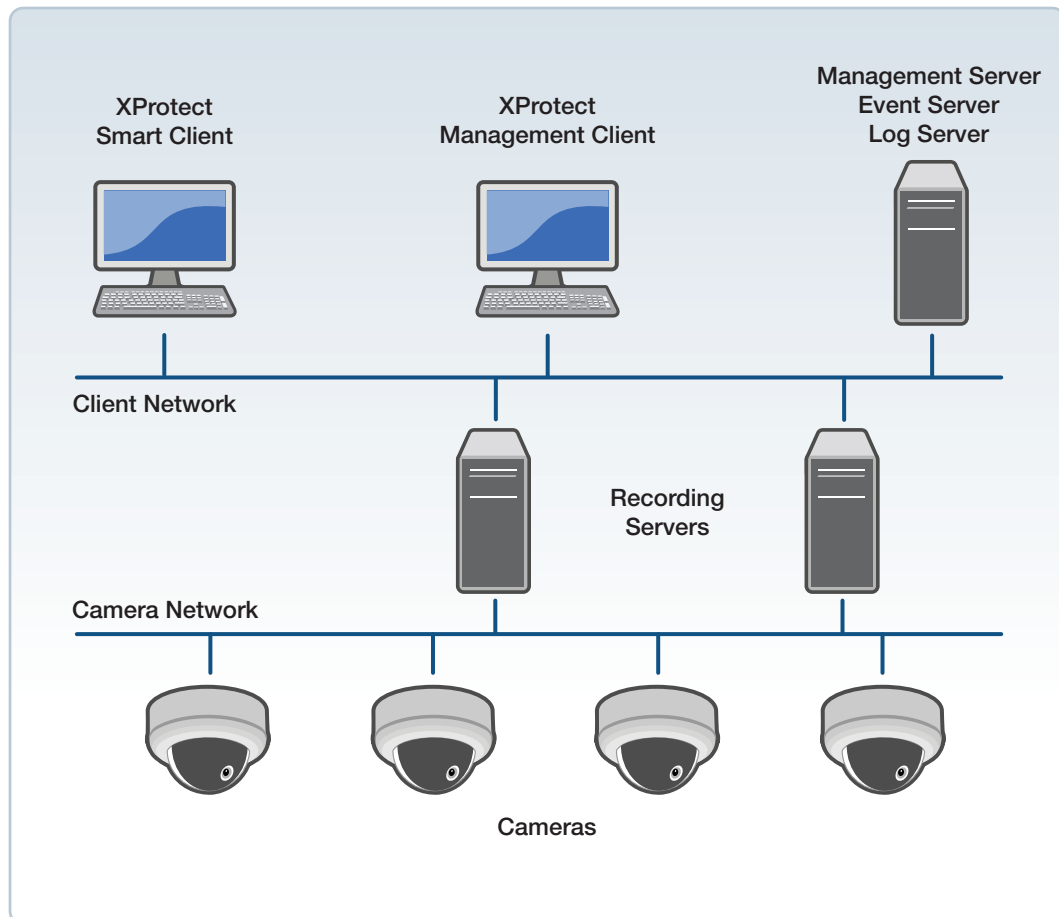 XProtect
Smart Client
XProtect
Management Client
Management Server
Event Server
Log Server
Client Network
Recording
Servers
Camera Network
Cameras